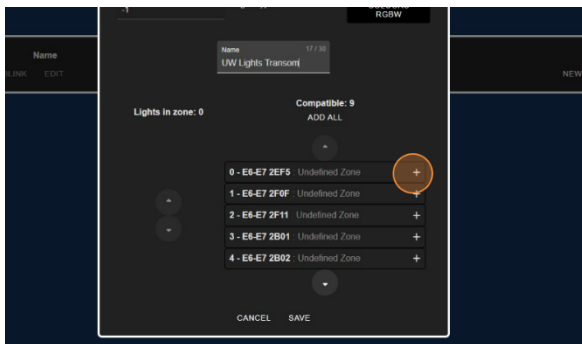 -1
RGBW
Name 17 / 30
UW Lights Transom
Name
BLINK EDIT
NEW
Lights in zone: 0
Compatible: 9
ADD ALL
0 - E6-E7 2EF5 : Undefined Zone +
1 - E6-E7 2F0F : Undefined Zone +
2 - E6-E7 2F11 : Undefined Zone +
3 - E6-E7 2B01 : Undefined Zone +
4 - E6-E7 2B02 : Undefined Zone +
CANCEL SAVE